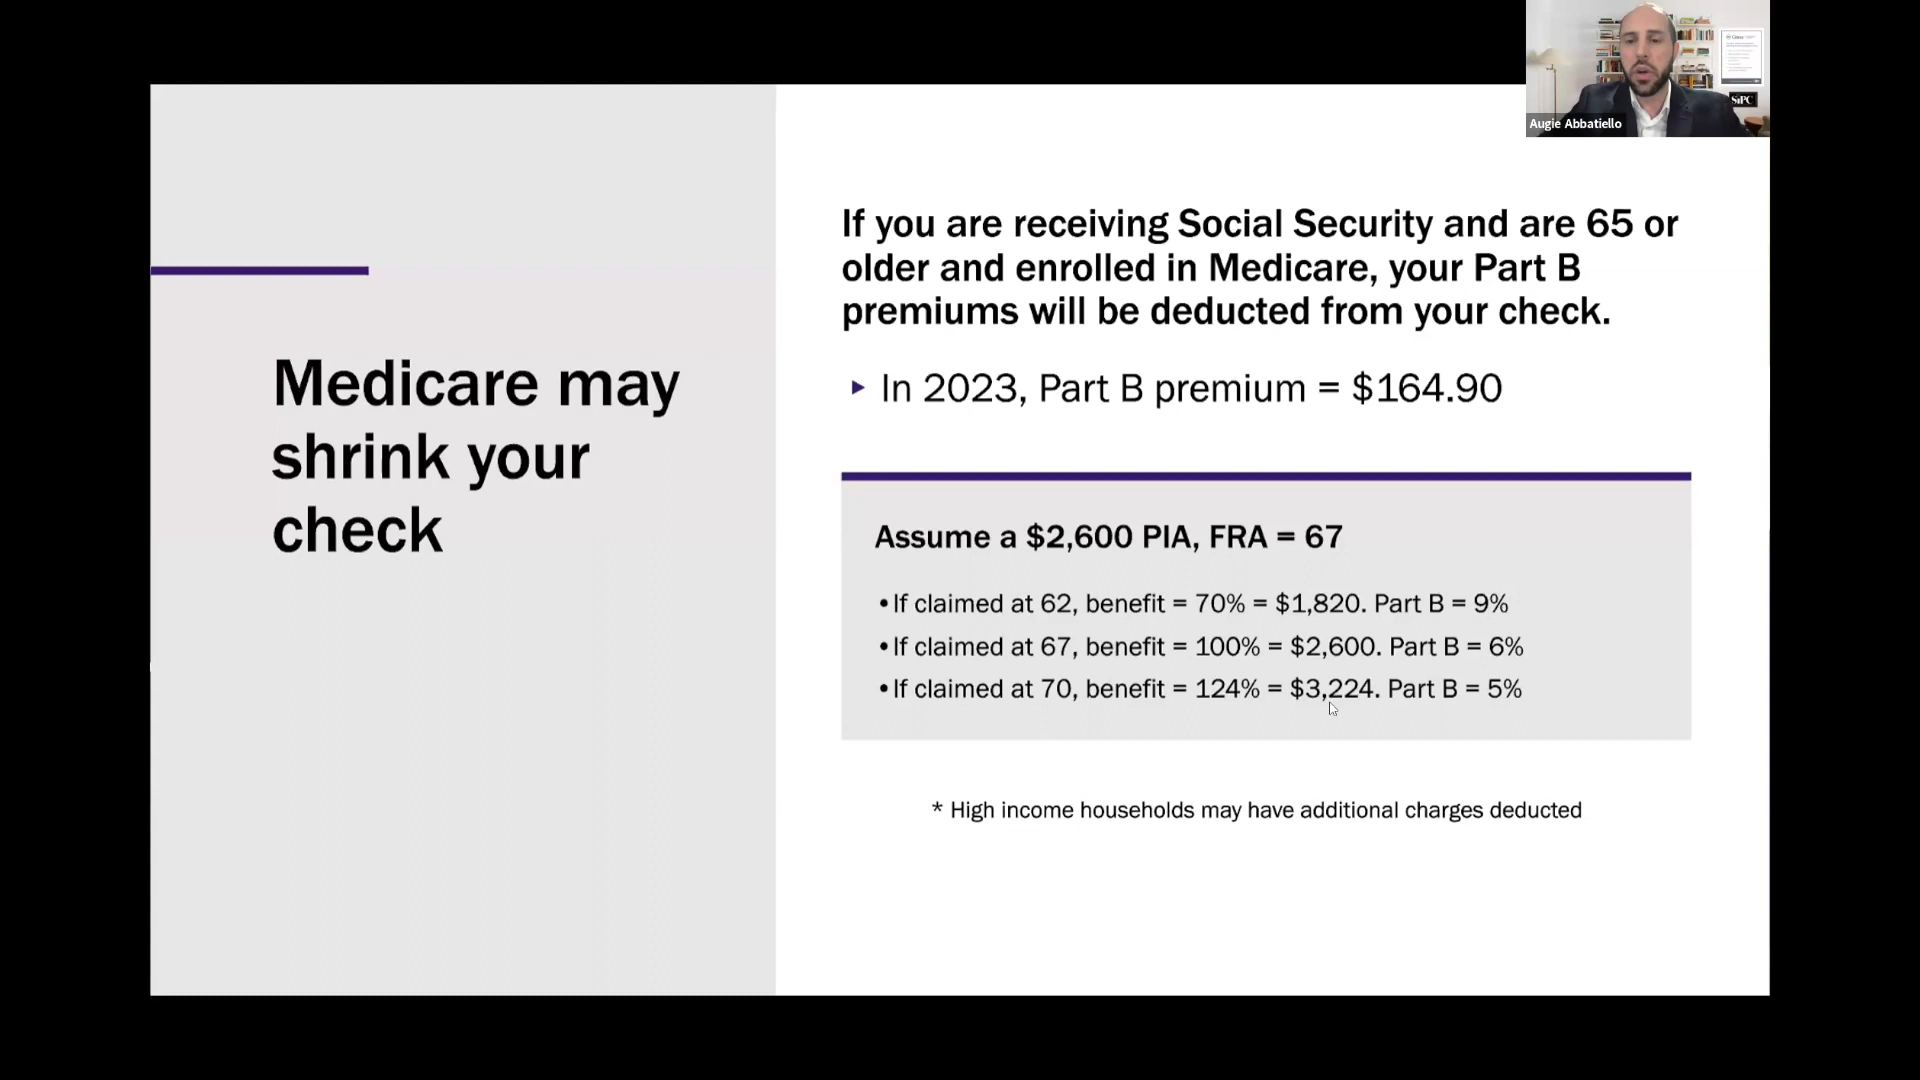 SiPC
Augie Abbatiello
Medicare may
shrink your
check
If you are receiving Social Security and are 65 or
older and enrolled in Medicare, your Part B
premiums will be deducted from your check.
▸ In 2023, Part B premium = $164.90
Assume a $2,600 PIA, FRA = 67
•If claimed at 62, benefit = 70% = $1,820. Part B = 9%
•If claimed at 67, benefit = 100% = $2,600. Part B = 6%
•If claimed at 70, benefit = 124% = $3,224. Part B = 5%
* High income households may have additional charges deducted